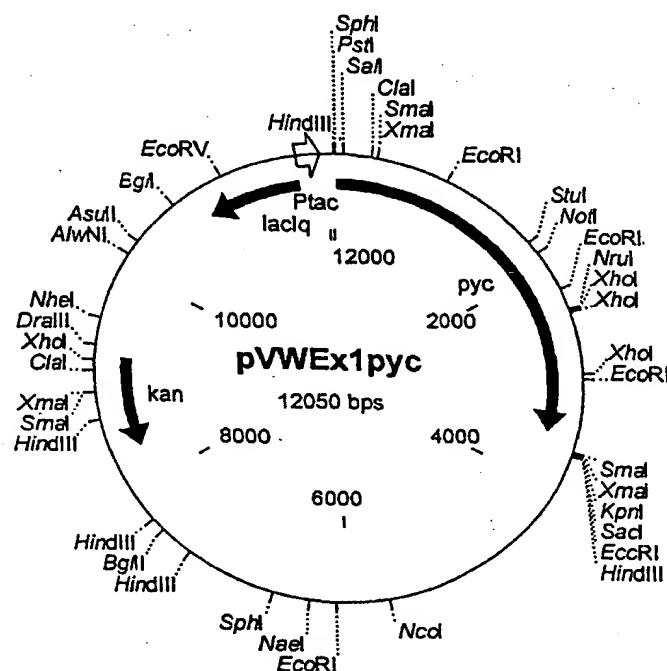 SphI
PstI
SalI
ClaI
SmaI
XmaI
HindIII
EcoRV
EcoRI
BglI
StuI
NotI
AsuII
AlwNI
Ptac
lacIq
EcoRI
NruI
XhoI
XhoI
12000
pyc
NheI
DraIII
XhoI
ClaI
10000
2000
pVWEx1pyc
XhoI
EcoRI
kan
12050 bps
XmaI
SmaI
HindIII
8000
4000
SmaI
XmaI
KpnI
SacI
EccRI
HindIII
6000
HindIII
BglII
HindIII
SphI
NaeI
EcoRI
NcoI